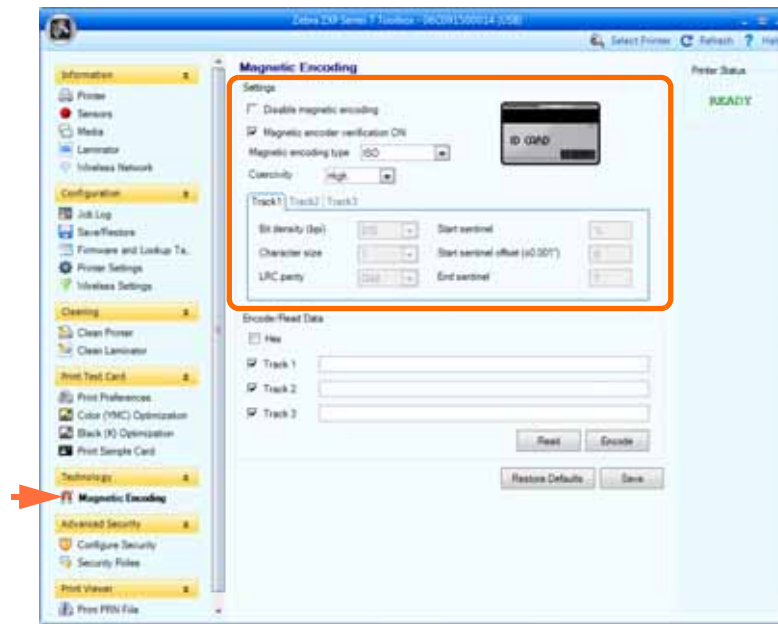 Zebra ZXP Series 7 Toolbox - 06C091500014 (USB)
Select Printer Refresh ? Help
Information
Printer
Sensors
Media
Laminator
Wireless Network
Configuration
Job Log
Save/Restore
Firmware and Lookup Ta..
Printer Settings
Wireless Settings
Cleaning
Clean Printer
Clean Laminator
Print Test Card
Print Preferences
Color (YMC) Optimization
Black (K) Optimization
Print Sample Card
Technology
Magnetic Encoding
Advanced Security
Configure Security
Security Roles
Print Viewer
Print PRN File
Magnetic Encoding
Settings
Disable magnetic encoding
Magnetic encoder verification ON
Magnetic encoding type ISO
Coercivity High
ID CARD
Track1 Track2 Track3
Bit density (bpi) 210 Start sentinel %
Character size 7 Start sentinel offset (±0.001")
LRC parity Start End sentinel ?
Encode/Read Data
Hex
Track 1
Track 2
Track 3
Read Encode
Restore Defaults Save
Printer Status
READY